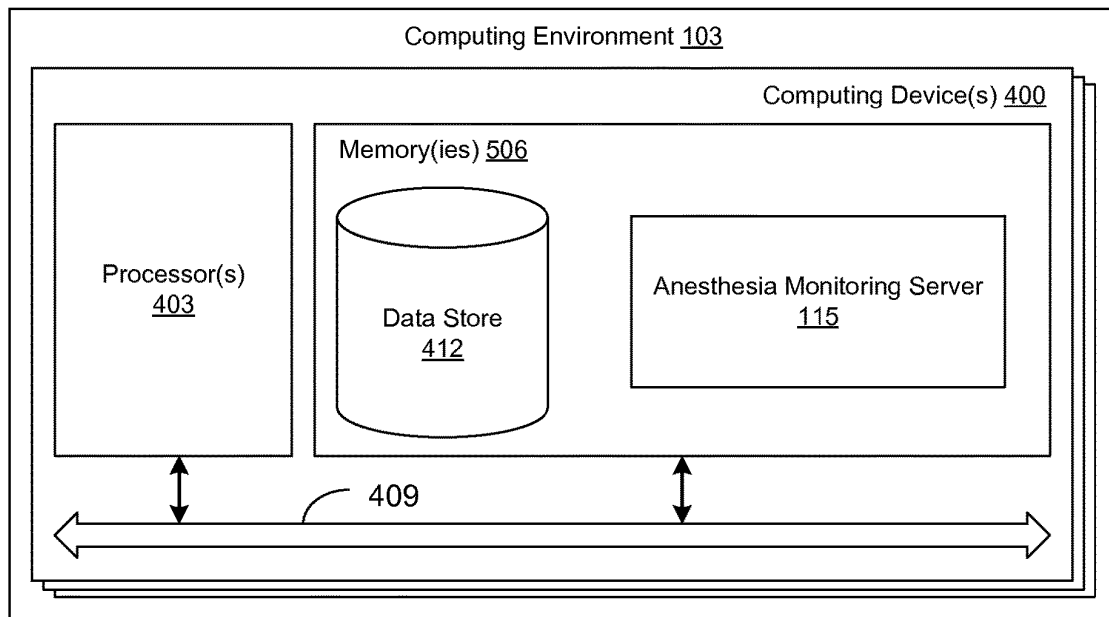 Computing Environment 103
Computing Device(s) 400
Memory(ies) 506
Processor(s)
403
Data Store
412
Anesthesia Monitoring Server
115
409